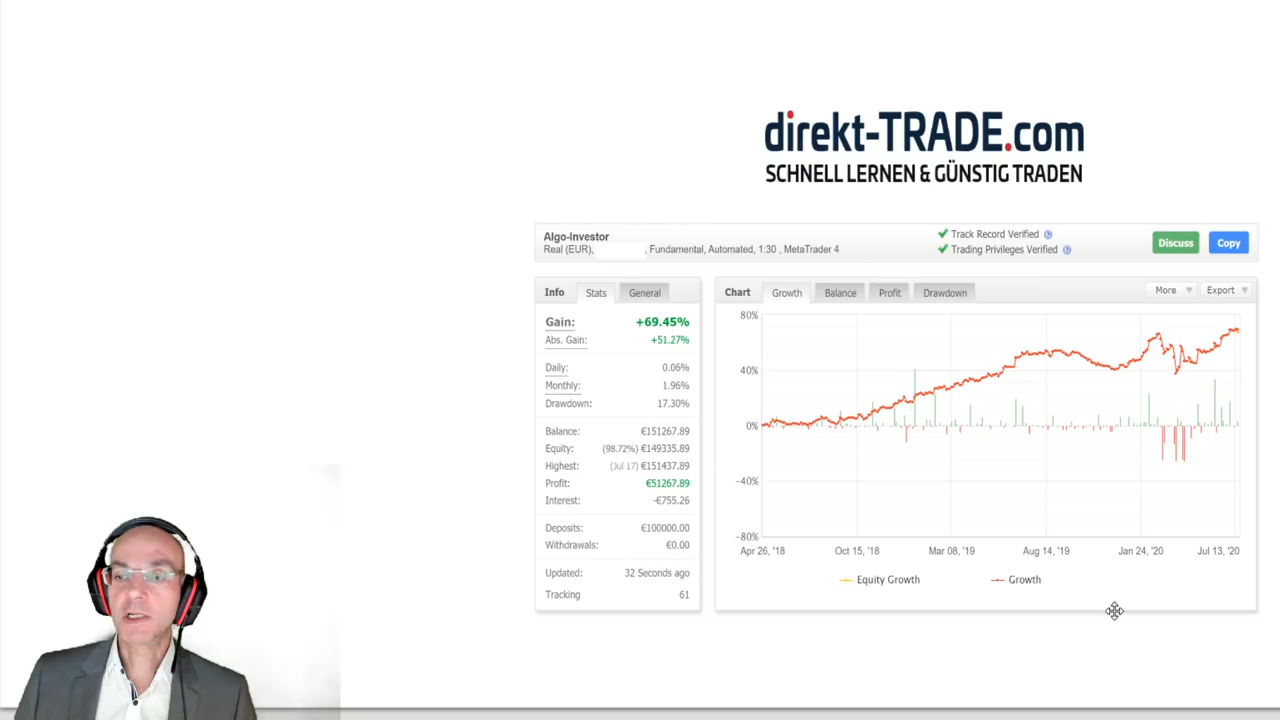 direkt-TRADE.com
SCHNELL LERNEN & GÜNSTIG TRADEN
Algo-Investor
Real (EUR), , Fundamental, Automated, 1:30 , MetaTrader 4
Track Record Verified
Trading Privileges Verified
Discuss
Copy
Info
Stats
General
Gain: +69.45%
Abs. Gain: +51.27%
Daily: 0.06%
Monthly: 1.96%
Drawdown: 17.30%
Balance: €151267.89
Equity: (98.72%) €149335.89
Highest: (Jul 17) €151437.89
Profit: €51267.89
Interest: -€755.26
Deposits: €100000.00
Withdrawals: €0.00
Updated: 32 Seconds ago
Tracking 61
Chart
Growth
Balance
Profit
Drawdown
More
Export
80%
40%
0%
-40%
-80%
Apr 26, '18
Oct 15, '18
Mar 08, '19
Aug 14, '19
Jan 24, '20
Jul 13, '20
Equity Growth
Growth